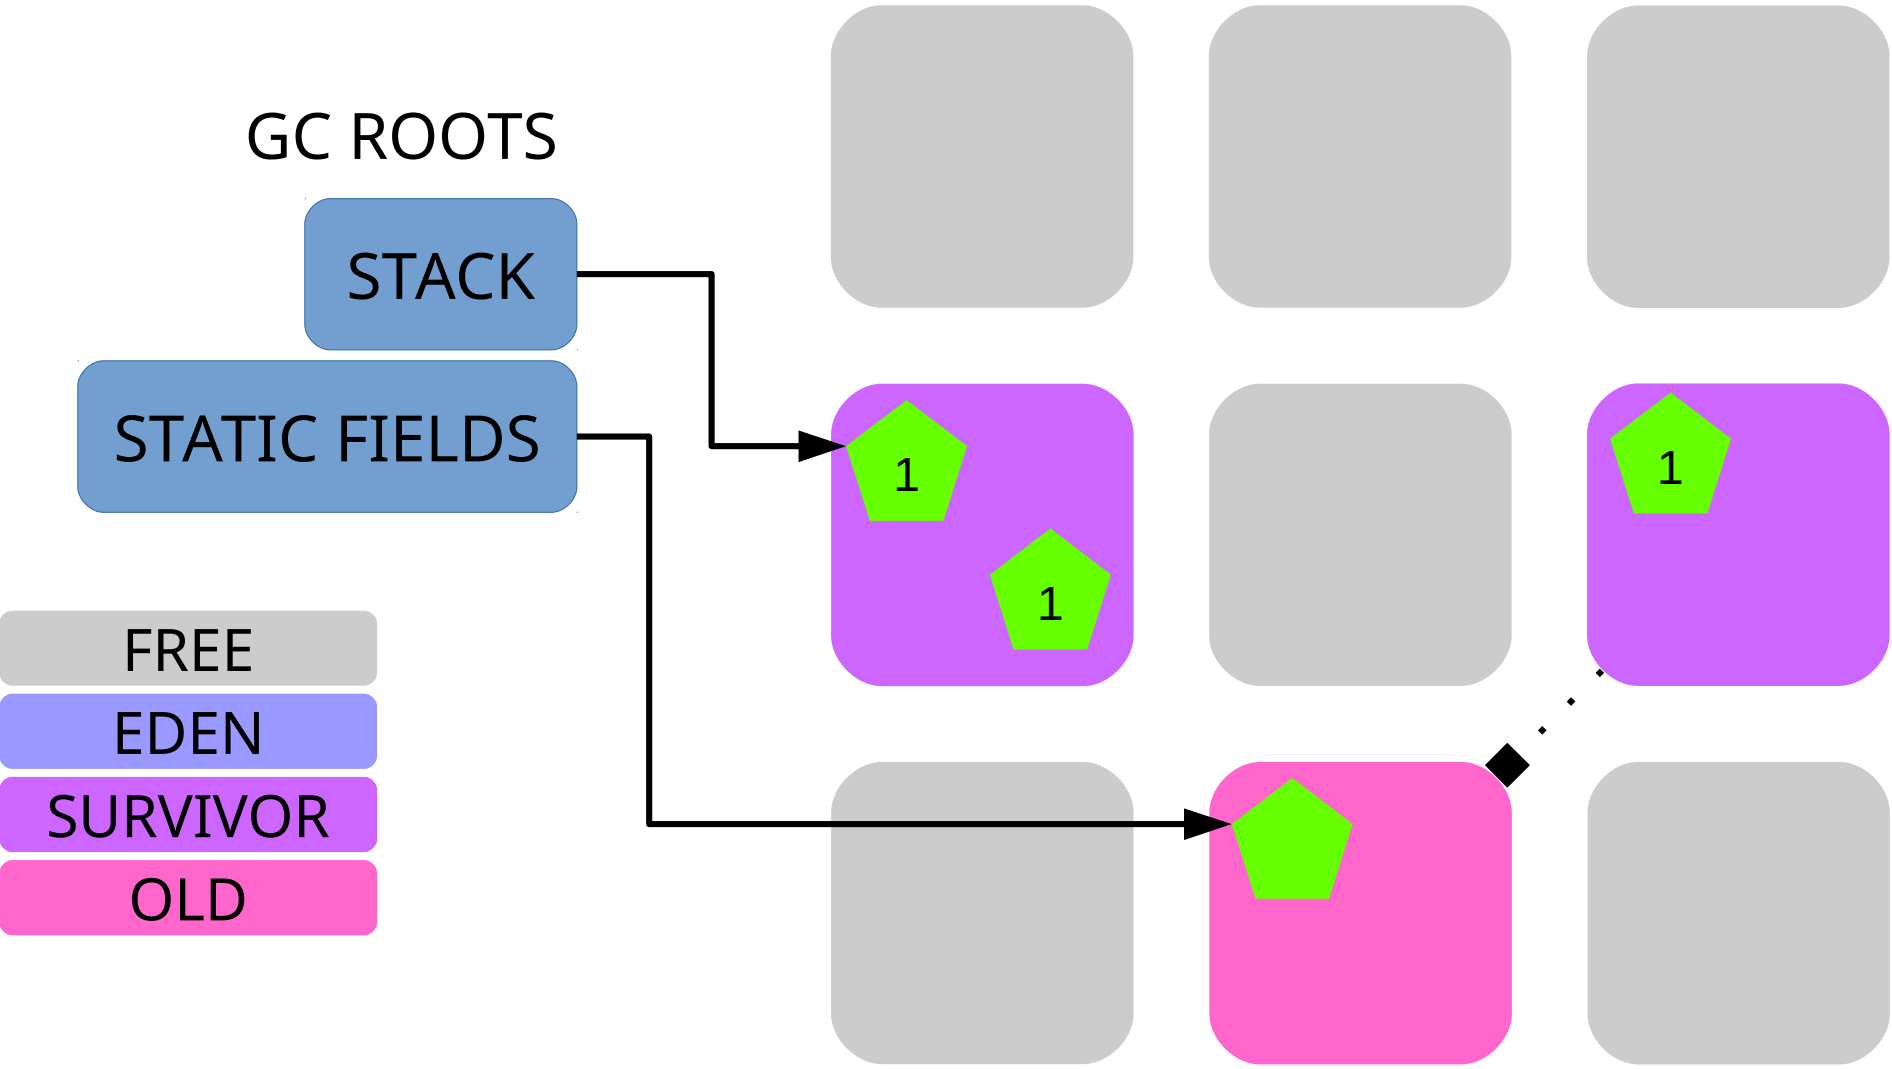 GC ROOTS
STACK
STATIC FIELDS
FREE
EDEN
SURVIVOR
OLD
1
1
1